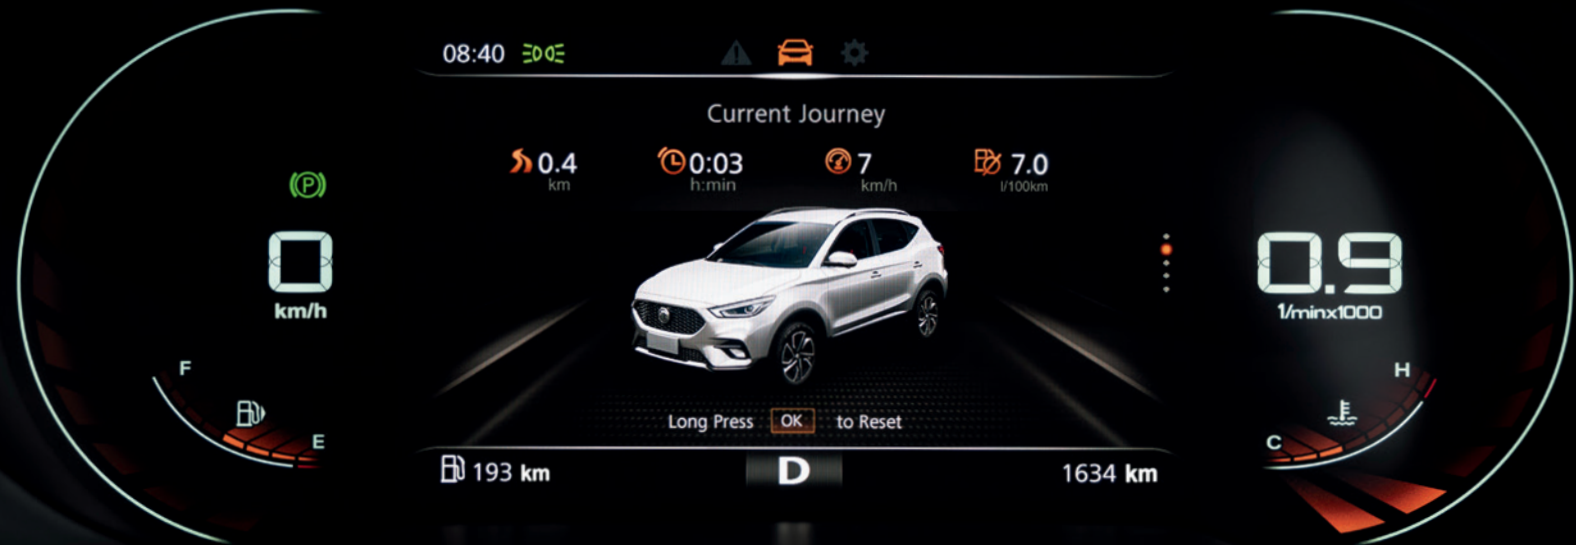 08:40
Current Journey
0.4 0:03 7 7.0
km h:min km/h l/100km
P
0
km/h
0.9
1/minx1000
F
E
H
C
Long Press OK to Reset
193 km D 1634 km